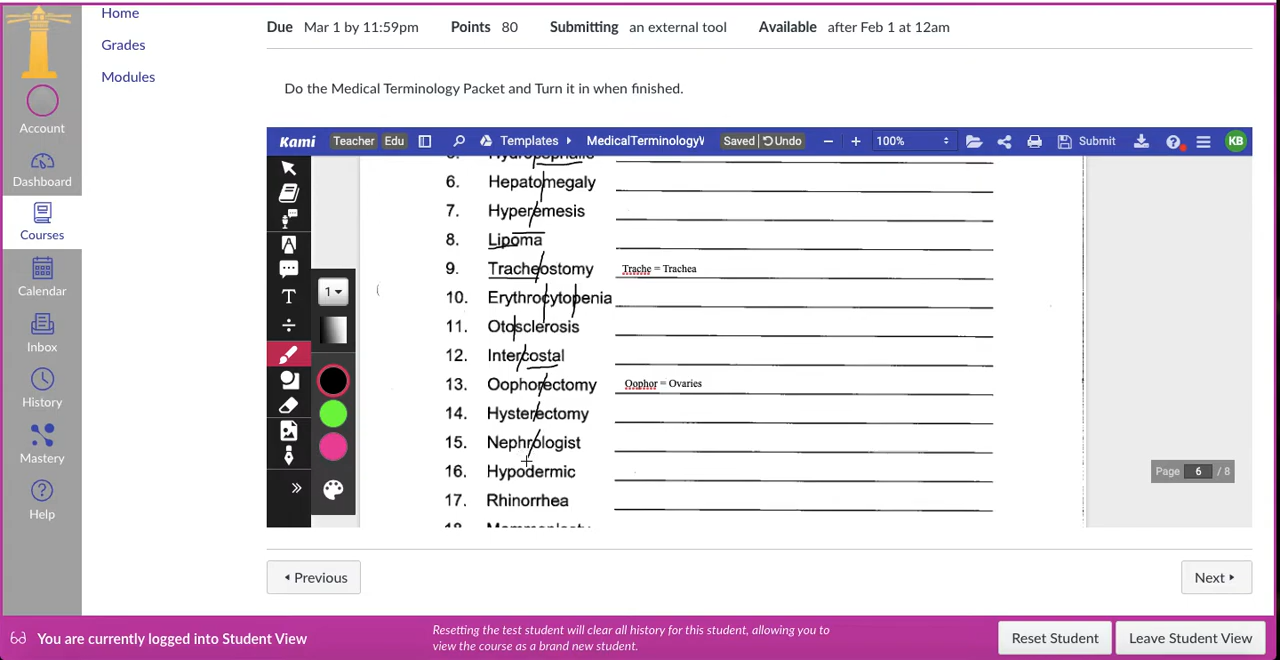 Home
Grades
Modules
Account
Dashboard
Courses
Calendar
Inbox
History
Mastery
Help
Due Mar 1 by 11:59pm Points 80 Submitting an external tool Available after Feb 1 at 12am
Do the Medical Terminology Packet and Turn it in when finished.
Kami Teacher Edu Templates MedicalTerminologyW Saved Undo 100% Submit KB
6. Hepatomegaly
7. Hyperemesis
8. Lipoma
9. Tracheostomy Trache = Trachea
10. Erythrocytopenia
11. Otosclerosis
12. Intercostal
13. Oophorectomy Oophor = Ovaries
14. Hysterectomy
15. Nephrologist
16. Hypodermic
17. Rhinorrhea
1
Page 6 / 8
Previous Next
You are currently logged into Student View
Resetting the test student will clear all history for this student, allowing you to
view the course as a brand new student.
Reset Student Leave Student View